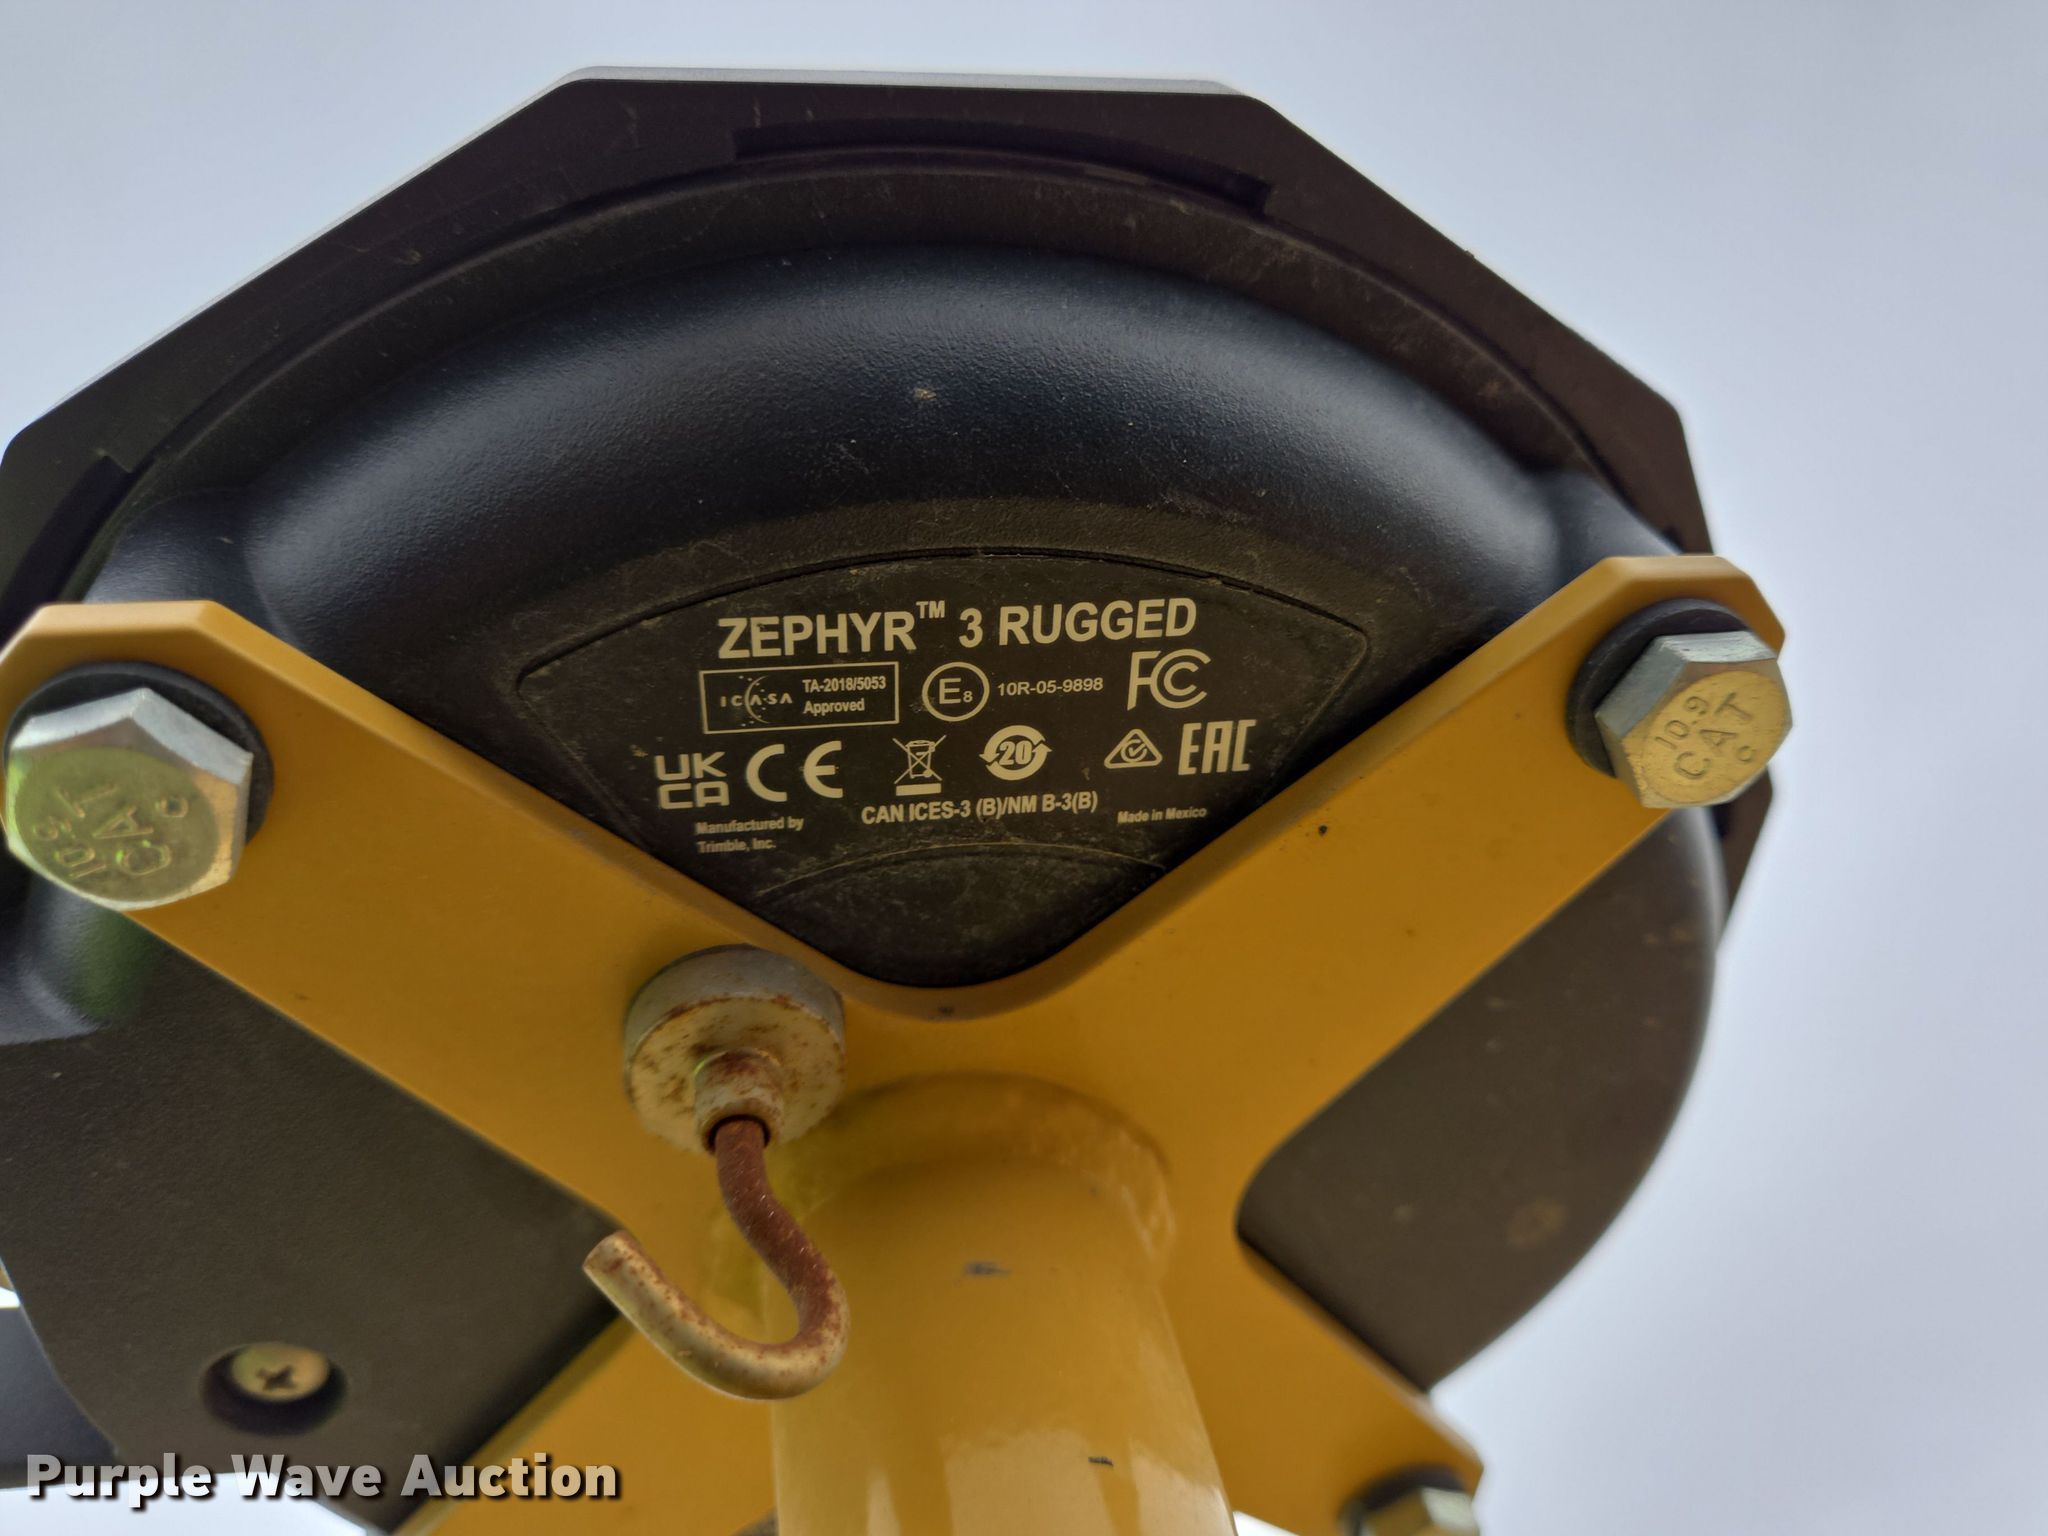 ZEPHYR™ 3 RUGGED
ICASA TA-2018/5053
Approved
E8 10R-05-9898 FC
UK
CA CE 20 EAC
CAN ICES-3 (B)/NM B-3(B)
Manufactured by
Trimble, Inc.
Made in Mexico
10.9
CAT
C
10.9
CAT
C
Purple Wave Auction